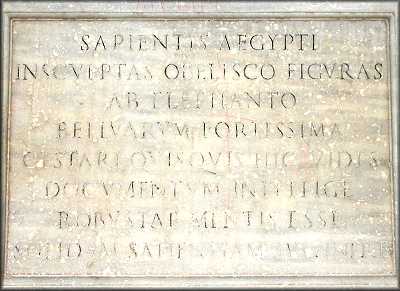 SAPIENTIS AEGYPTI
INSCVLPTAS OBELISCO FIGVRAS
AB ELEPHANTO
BELLVARVM FORTISSIMA
GESTARI QVISQVIS HIC VIDES
DOCVMENTVM INTELLIGE
ROBVSTAE MENTIS ESSE
SOLIDAM SAPIENTIAM SVSTINERE